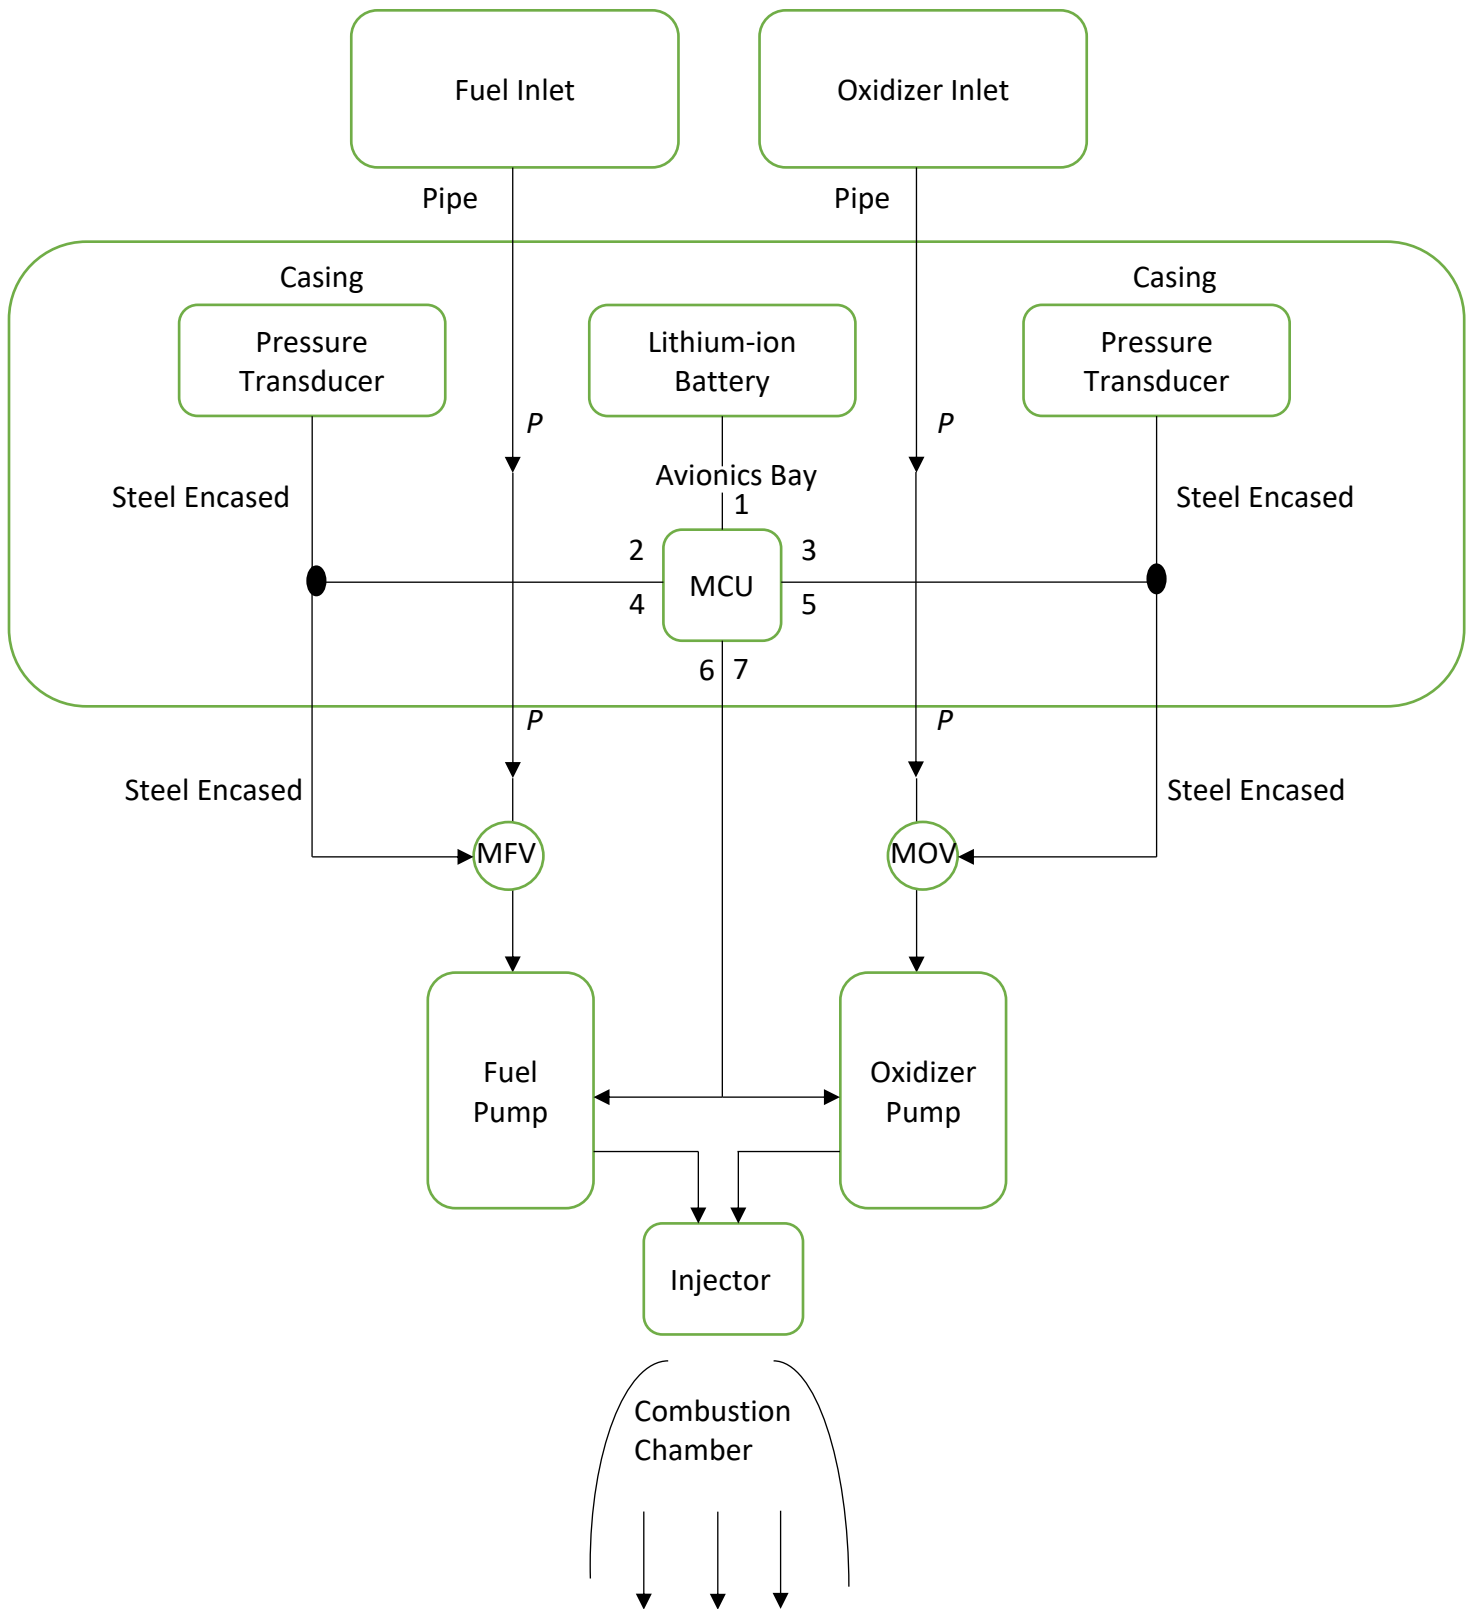 Fuel Inlet
Oxidizer Inlet
Pipe
Pipe
Casing
Casing
Pressure
Transducer
Lithium-ion
Battery
Pressure
Transducer
P
P
Avionics Bay
Steel Encased
1
Steel Encased
2
3
MCU
4
5
6
7
P
P
Steel Encased
Steel Encased
MFV
MOV
Fuel
Pump
Oxidizer
Pump
Injector
Combustion
Chamber